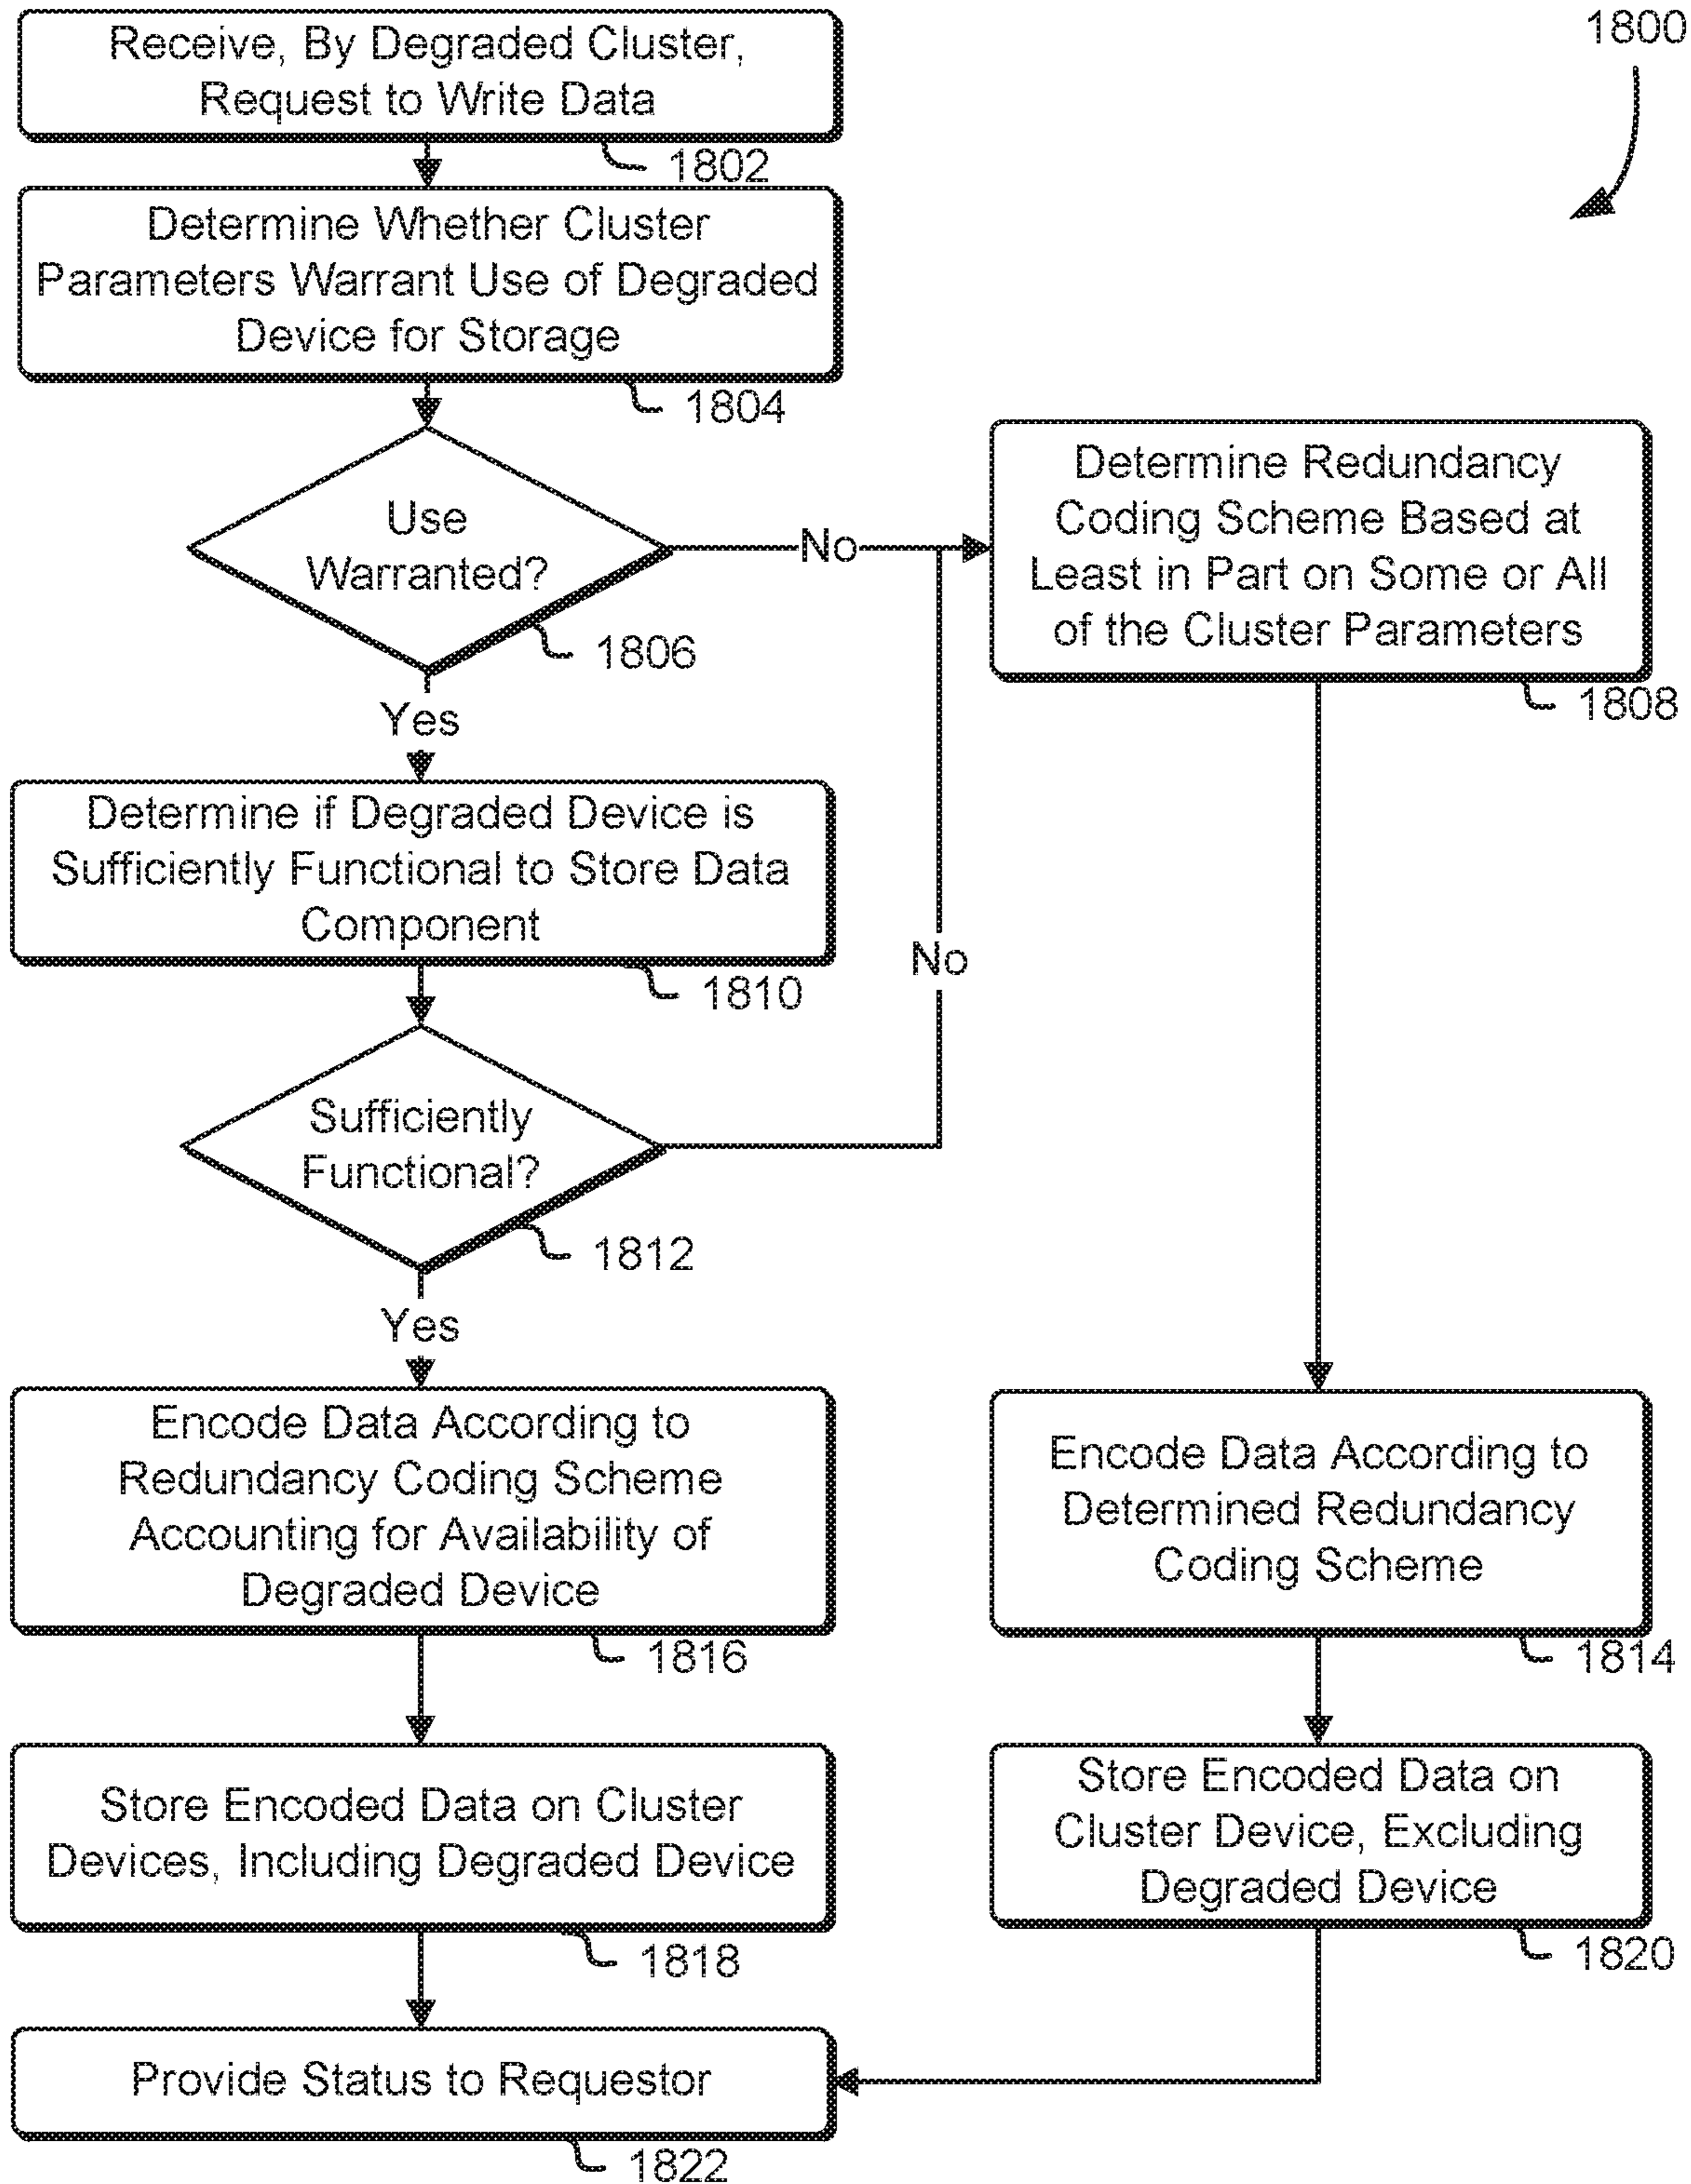 1800
Receive, By Degraded Cluster,
Request to Write Data
1802
Determine Whether Cluster
Parameters Warrant Use of Degraded
Device for Storage
1804
Use
Warranted?
1806
No
Determine Redundancy
Coding Scheme Based at
Least in Part on Some or All
of the Cluster Parameters
1808
Yes
Determine if Degraded Device is
Sufficiently Functional to Store Data
Component
1810
No
Sufficiently
Functional?
1812
Yes
Encode Data According to
Redundancy Coding Scheme
Accounting for Availability of
Degraded Device
1816
Encode Data According to
Determined Redundancy
Coding Scheme
1814
Store Encoded Data on Cluster
Devices, Including Degraded Device
1818
Store Encoded Data on
Cluster Device, Excluding
Degraded Device
1820
Provide Status to Requestor
1822